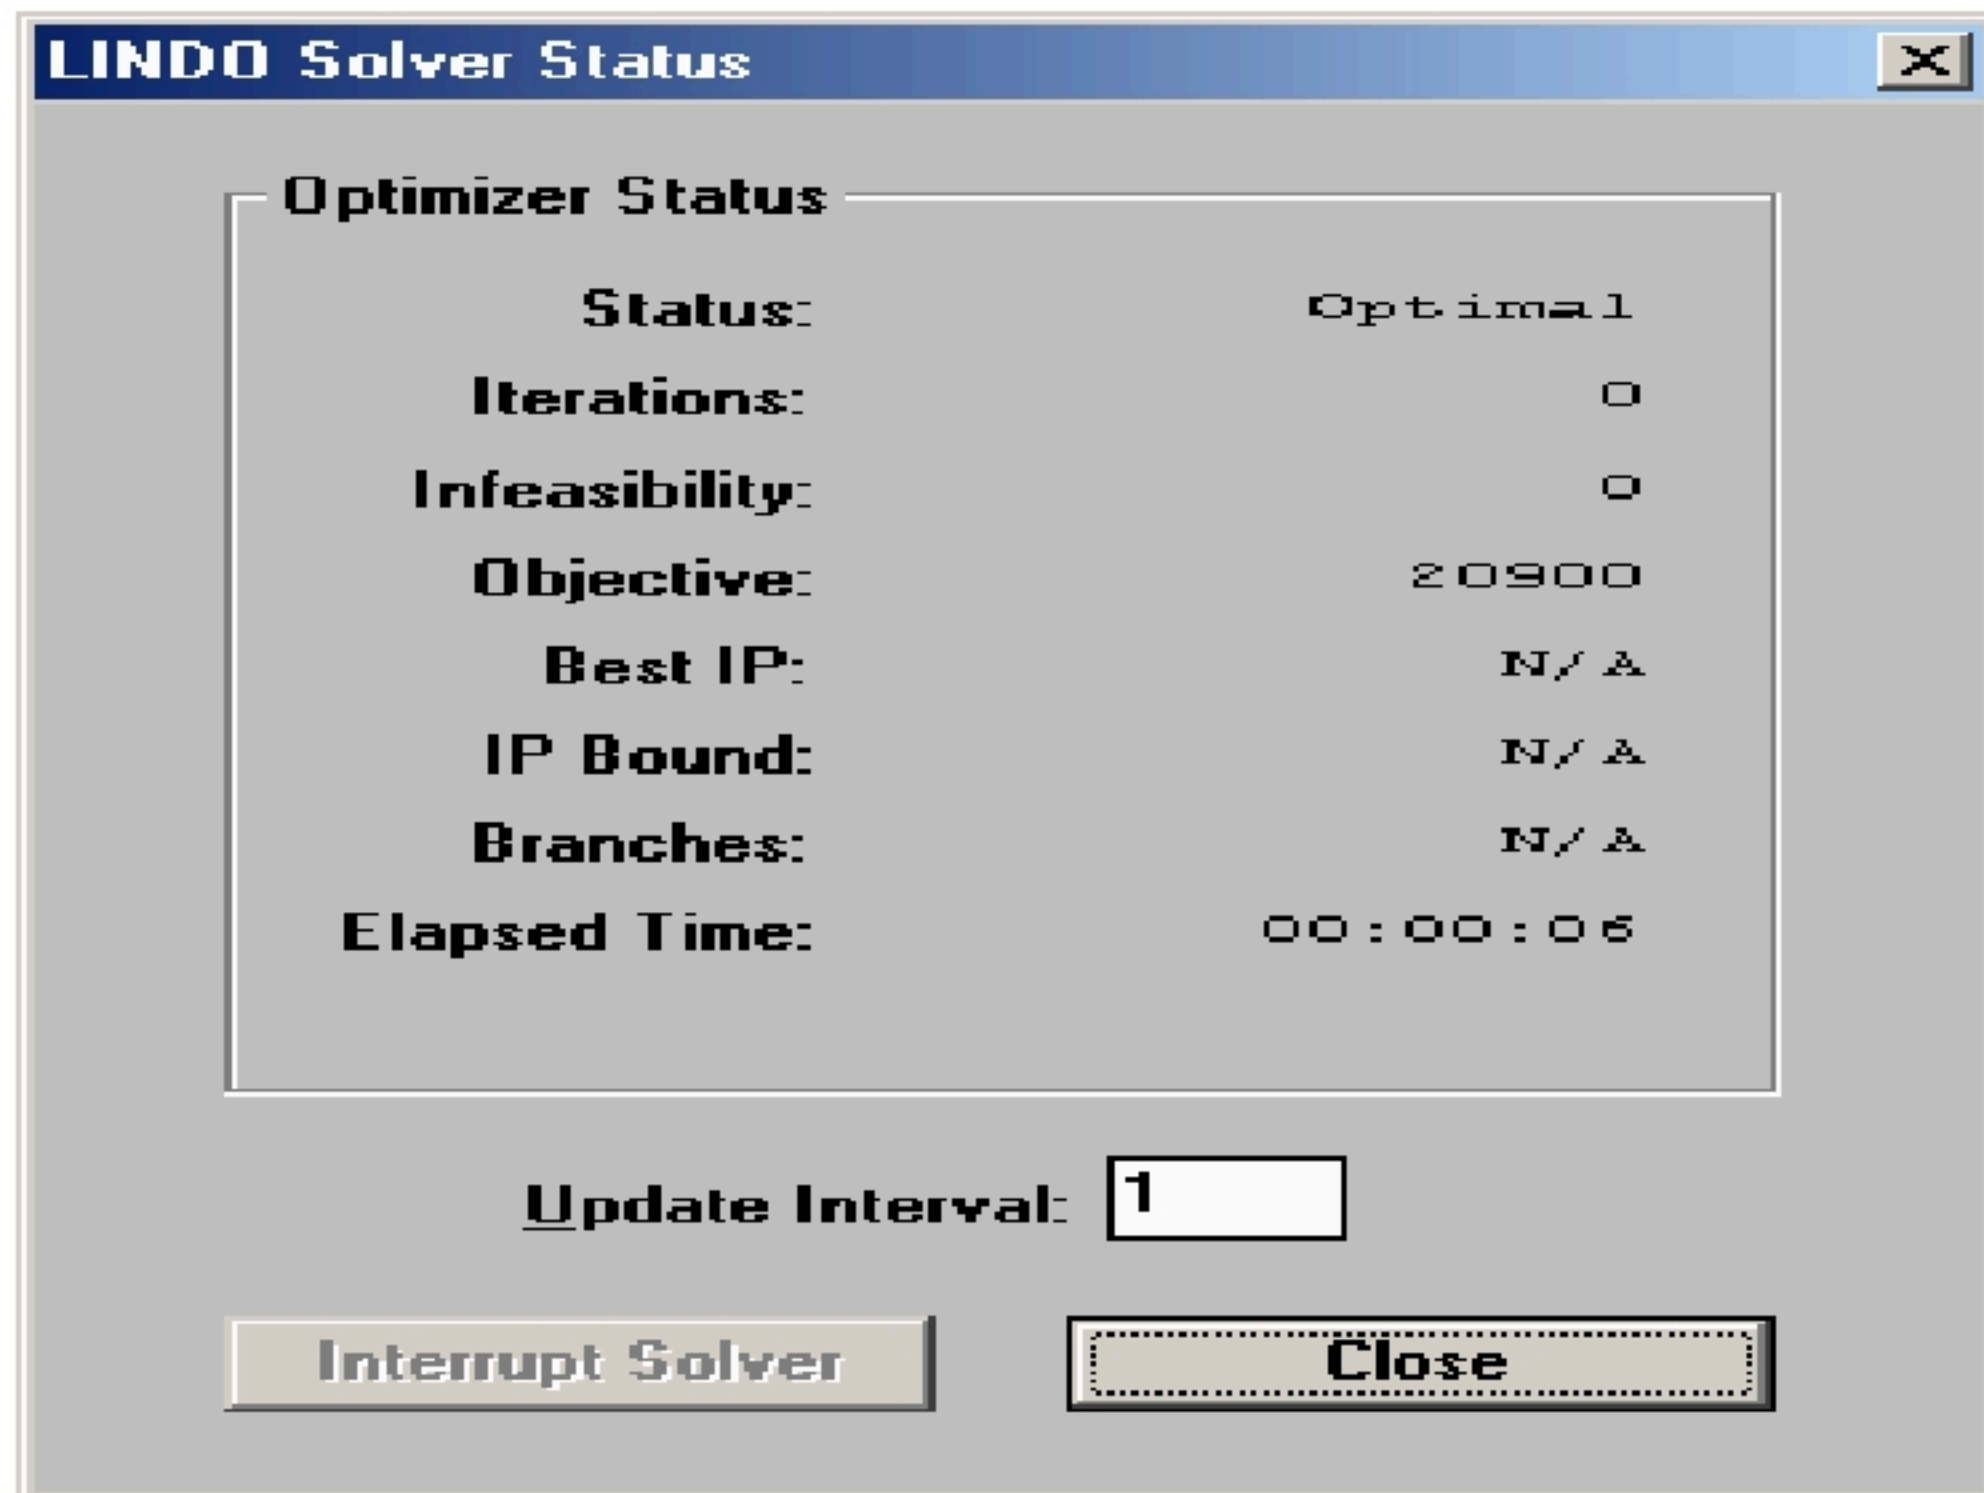 LINDO Solver Status
Optimizer Status
Status: Optimal
Iterations: 0
Infeasibility: 0
Objective: 20900
Best IP: N/A
IP Bound: N/A
Branches: N/A
Elapsed Time: 00:00:06
Update Interval: 1
Interrupt Solver Close